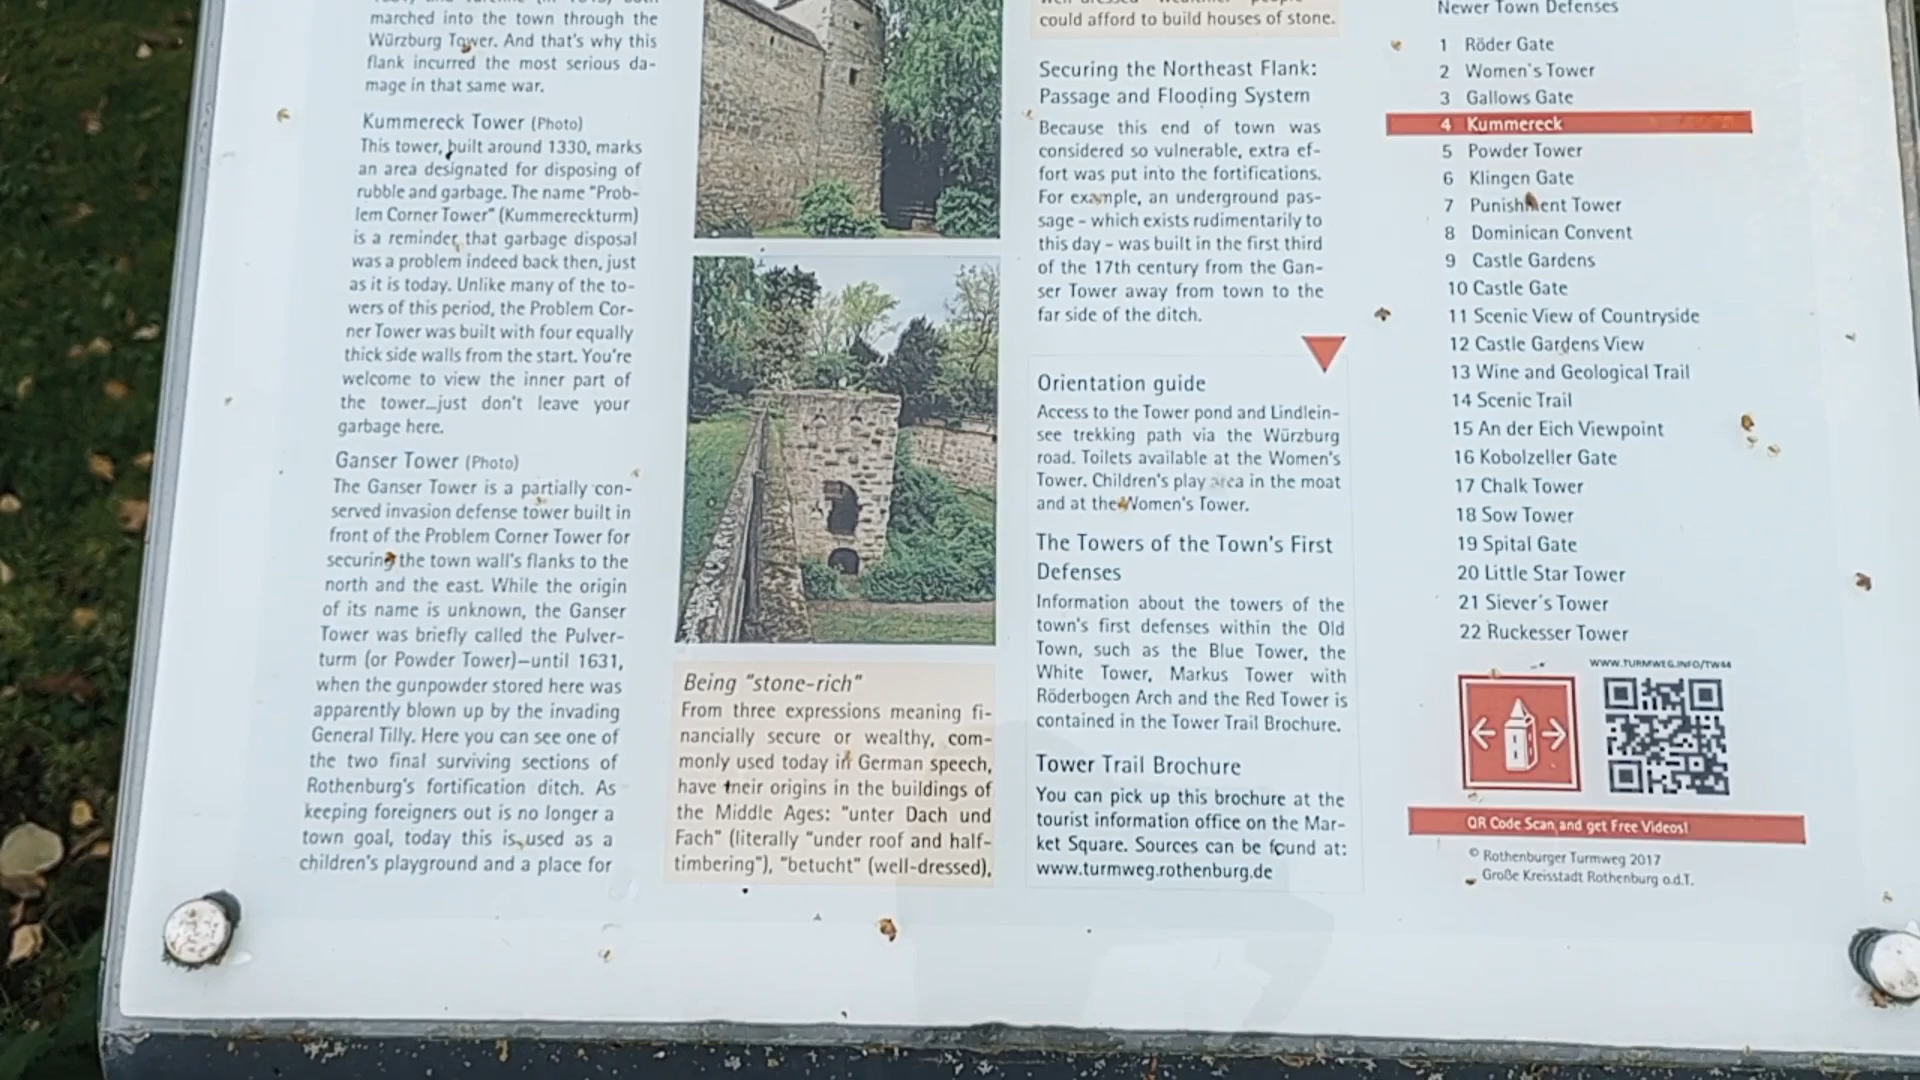 marched into the town through the
Würzburg Tower. And that's why this
flank incurred the most serious da-
mage in that same war.
Kummereck Tower (Photo)
This tower, built around 1330, marks
an area designated for disposing of
rubble and garbage. The name "Prob-
lem Corner Tower" (Kummereckturm)
is a reminder that garbage disposal
was a problem indeed back then, just
as it is today. Unlike many of the to-
wers of this period, the Problem Cor-
ner Tower was built with four equally
thick side walls from the start. You're
welcome to view the inner part of
the tower...just don't leave your
garbage here.
Ganser Tower (Photo)
The Ganser Tower is a partially con-
served invasion defense tower built in
front of the Problem Corner Tower for
securing the town wall's flanks to the
north and the east. While the origin
of its name is unknown, the Ganser
Tower was briefly called the Pulver-
turm (or Powder Tower)—until 1631,
when the gunpowder stored here was
apparently blown up by the invading
General Tilly. Here you can see one of
the two final surviving sections of
Rothenburg's fortification ditch. As
keeping foreigners out is no longer a
town goal, today this is used as a
children's playground and a place for
Being "stone-rich"
From three expressions meaning fi-
nancially secure or wealthy, com-
monly used today in German speech,
have their origins in the buildings of
the Middle Ages: "unter Dach und
Fach" (literally "under roof and half-
timbering"), "betucht" (well-dressed),
could afford to build houses of stone.
Securing the Northeast Flank:
Passage and Flooding System
Because this end of town was
considered so vulnerable, extra ef-
fort was put into the fortifications.
For example, an underground pas-
sage – which exists rudimentarily to
this day – was built in the first third
of the 17th century from the Gan-
ser Tower away from town to the
far side of the ditch.
Orientation guide
Access to the Tower pond and Lindlein-
see trekking path via the Würzburg
road. Toilets available at the Women's
Tower. Children's play area in the moat
and at the Women's Tower.
The Towers of the Town's First
Defenses
Information about the towers of the
town's first defenses within the Old
Town, such as the Blue Tower, the
White Tower, Markus Tower with
Röderbogen Arch and the Red Tower is
contained in the Tower Trail Brochure.
Tower Trail Brochure
You can pick up this brochure at the
tourist information office on the Mar-
ket Square. Sources can be found at:
www.turmweg.rothenburg.de
Newer Town Defenses
1 Röder Gate
2 Women's Tower
3 Gallows Gate
4 Kummereck
5 Powder Tower
6 Klingen Gate
7 Punishment Tower
8 Dominican Convent
9 Castle Gardens
10 Castle Gate
11 Scenic View of Countryside
12 Castle Gardens View
13 Wine and Geological Trail
14 Scenic Trail
15 An der Eich Viewpoint
16 Kobolzeller Gate
17 Chalk Tower
18 Sow Tower
19 Spital Gate
20 Little Star Tower
21 Siever's Tower
22 Ruckesser Tower
WWW.TURMWEG.INFO/TW44
QR Code Scan and get Free Videos!
© Rothenburger Turmweg 2017
Große Kreisstadt Rothenburg o.d.T.